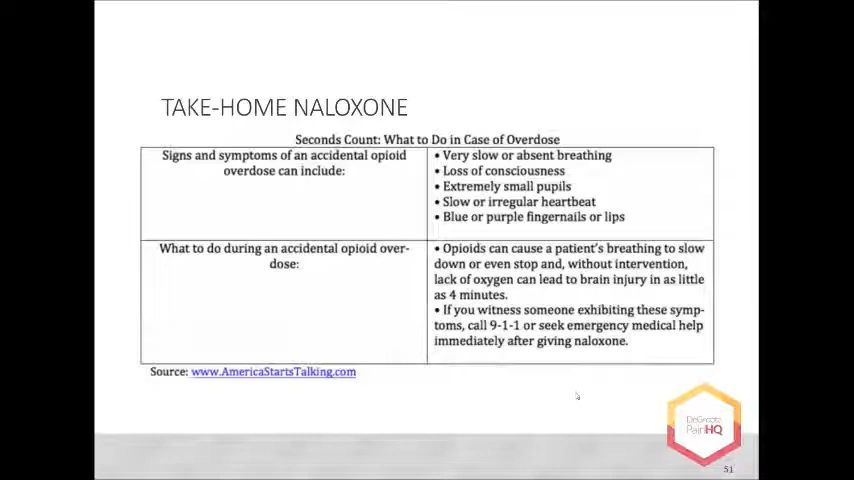 TAKE-HOME NALOXONE
Seconds Count: What to Do in Case of Overdose
Signs and symptoms of an accidental opioid
overdose can include:
• Very slow or absent breathing
• Loss of consciousness
• Extremely small pupils
• Slow or irregular heartbeat
• Blue or purple fingernails or lips
What to do during an accidental opioid over-
dose:
• Opioids can cause a patient's breathing to slow
down or even stop and, without intervention,
lack of oxygen can lead to brain injury in as little
as 4 minutes.
• If you witness someone exhibiting these symp-
toms, call 9-1-1 or seek emergency medical help
immediately after giving naloxone.
Source: www.AmericaStartsTalking.com
DeGroote
PainHQ
51